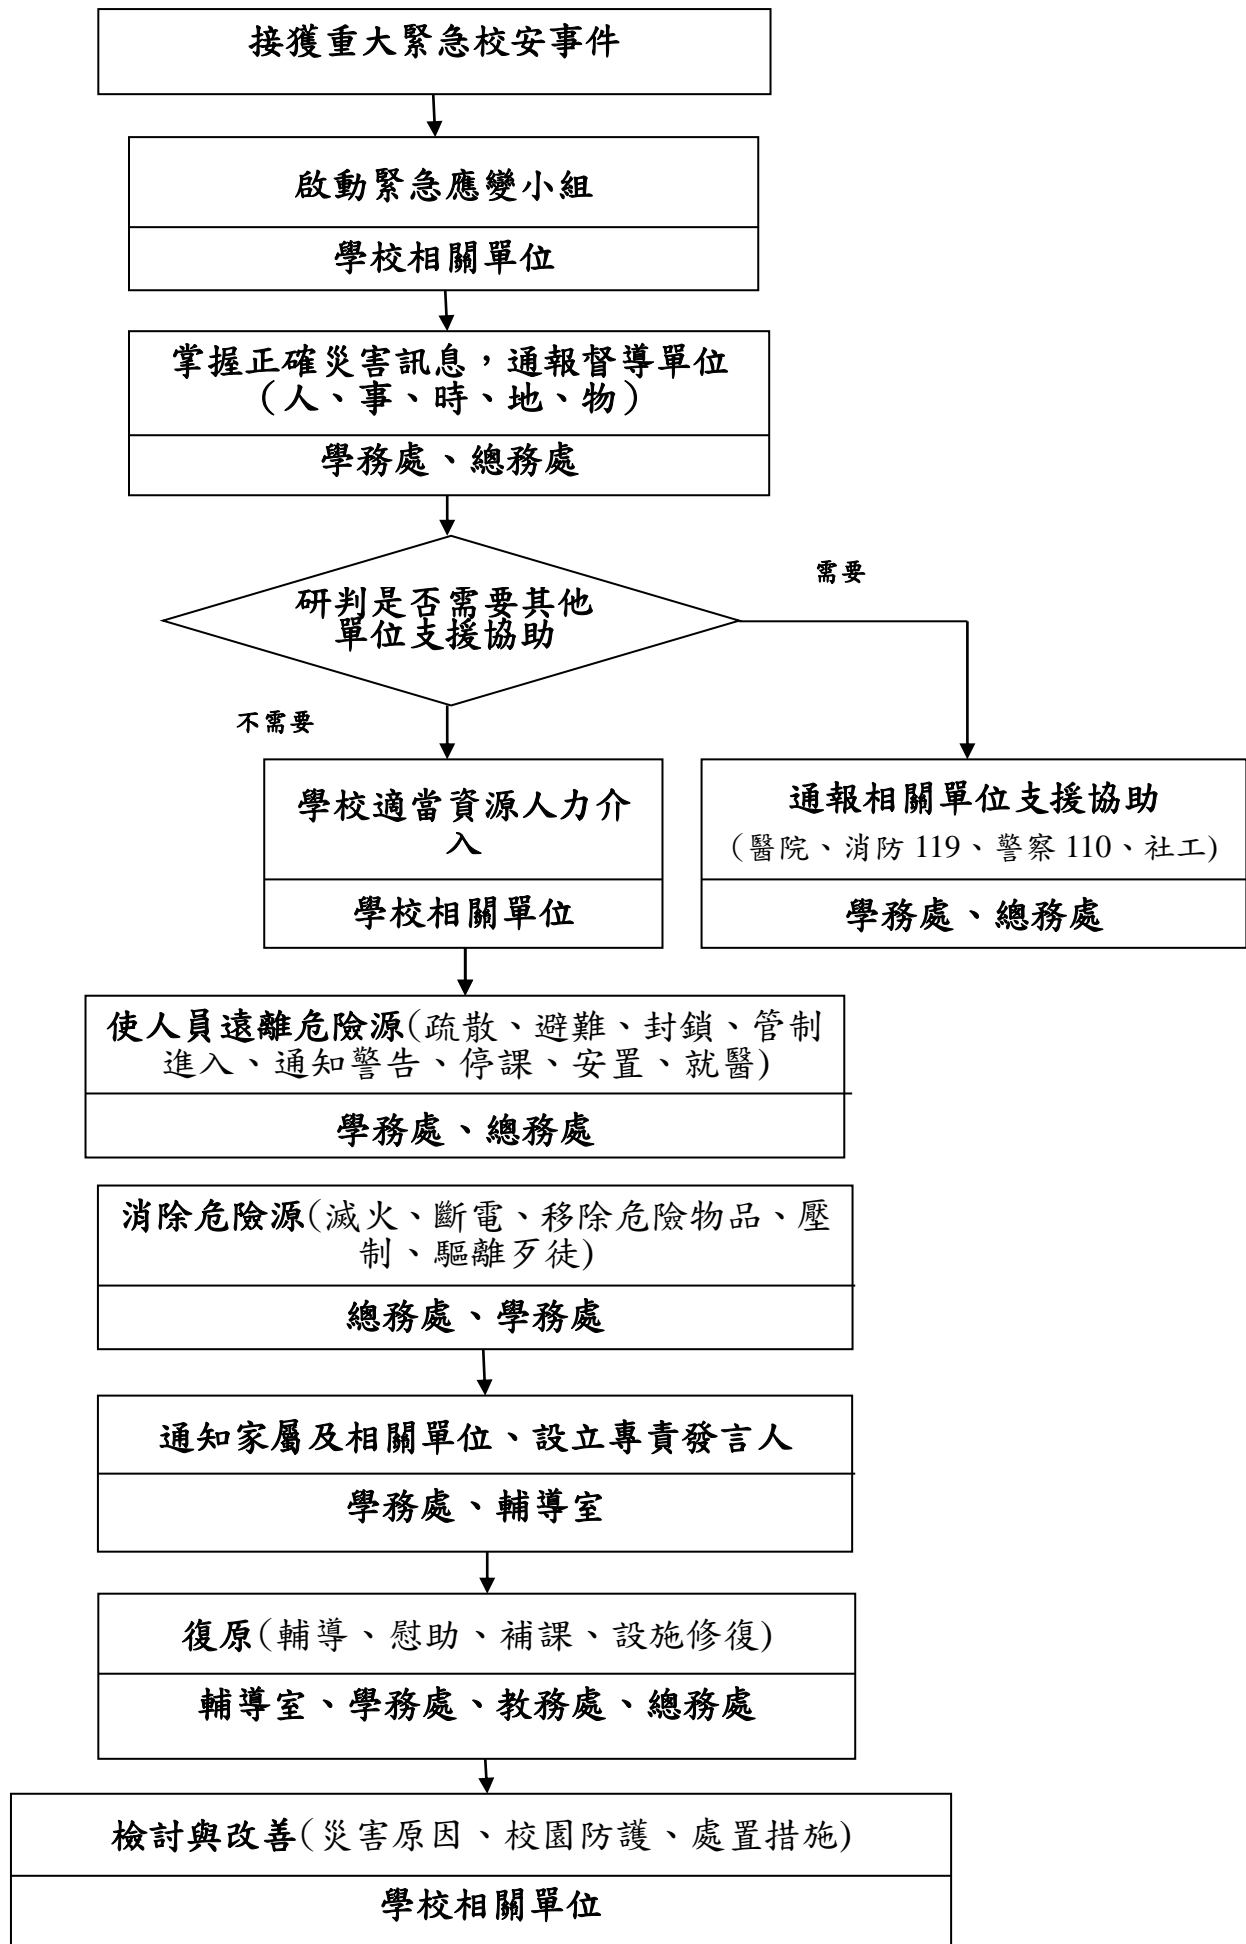 接獲重大緊急校安事件
啟動緊急應變小組
學校相關單位
掌握正確災害訊息，通報督導單位
（人、事、時、地、物）
學務處、總務處
研判是否需要其他
單位支援協助
需要
不需要
學校適當資源人力介
入
學校相關單位
通報相關單位支援協助
（醫院、消防 119、警察 110、社工)
學務處、總務處
使人員遠離危險源(疏散、避難、封鎖、管制
進入、通知警告、停課、安置、就醫)
學務處、總務處
消除危險源(滅火、斷電、移除危險物品、壓
制、驅離歹徒)
總務處、學務處
通知家屬及相關單位、設立專責發言人
學務處、輔導室
復原(輔導、慰助、補課、設施修復)
輔導室、學務處、教務處、總務處
檢討與改善(災害原因、校園防護、處置措施)
學校相關單位